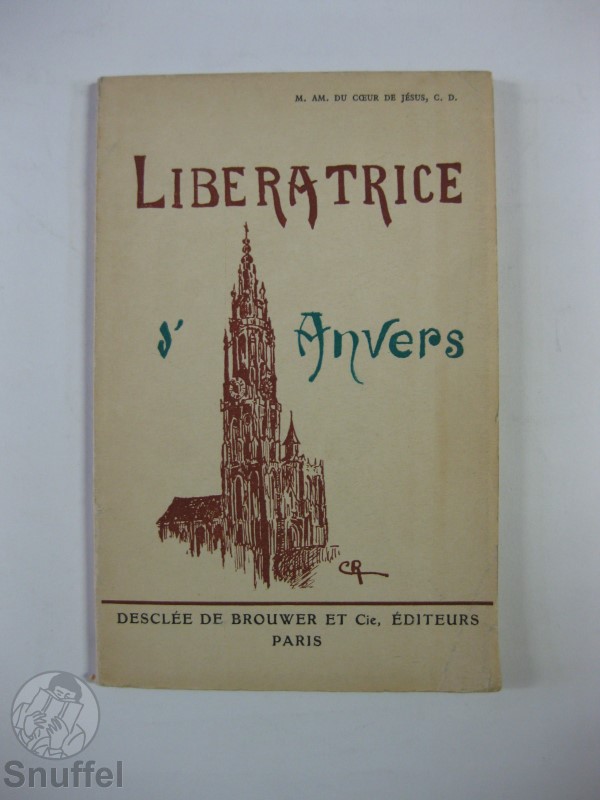 M. AM. DU CŒUR DE JÉSUS, C. D.
LIBERATRICE
d' Anvers
CR
DESCLÉE DE BROUWER ET Cie, ÉDITEURS
PARIS
Snuffel